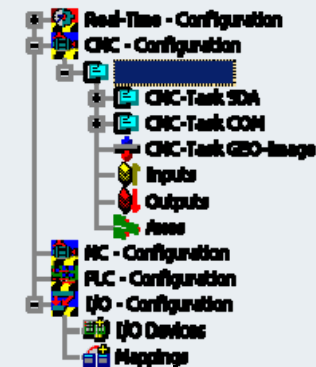 Real-Time - Configuration
CNC - Configuration
CNC-Task SDA
CNC-Task COM
CNC-Task GEO-Image
Inputs
Outputs
Axes
NC - Configuration
PLC - Configuration
I/O - Configuration
I/O Devices
Mappings